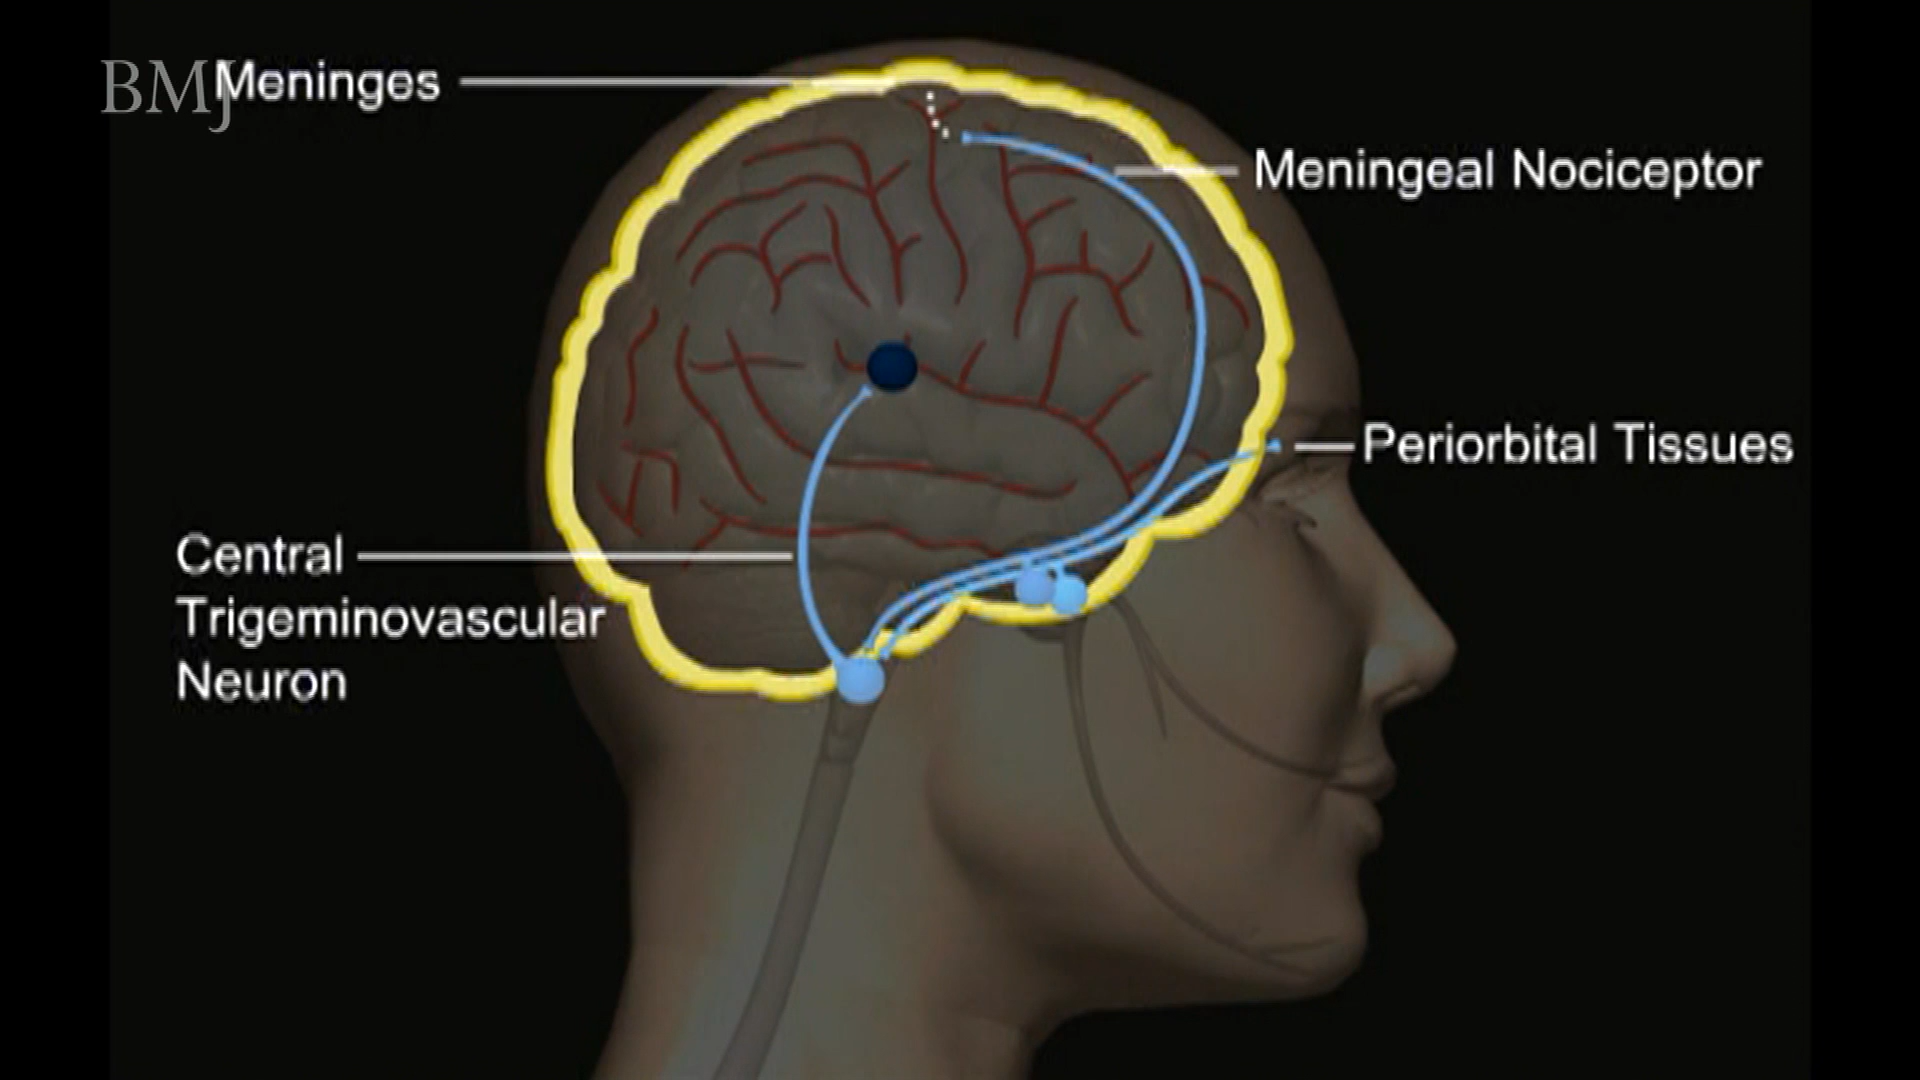 BMJ
Meninges
Meningeal Nociceptor
Periorbital Tissues
Central
Trigeminovascular
Neuron